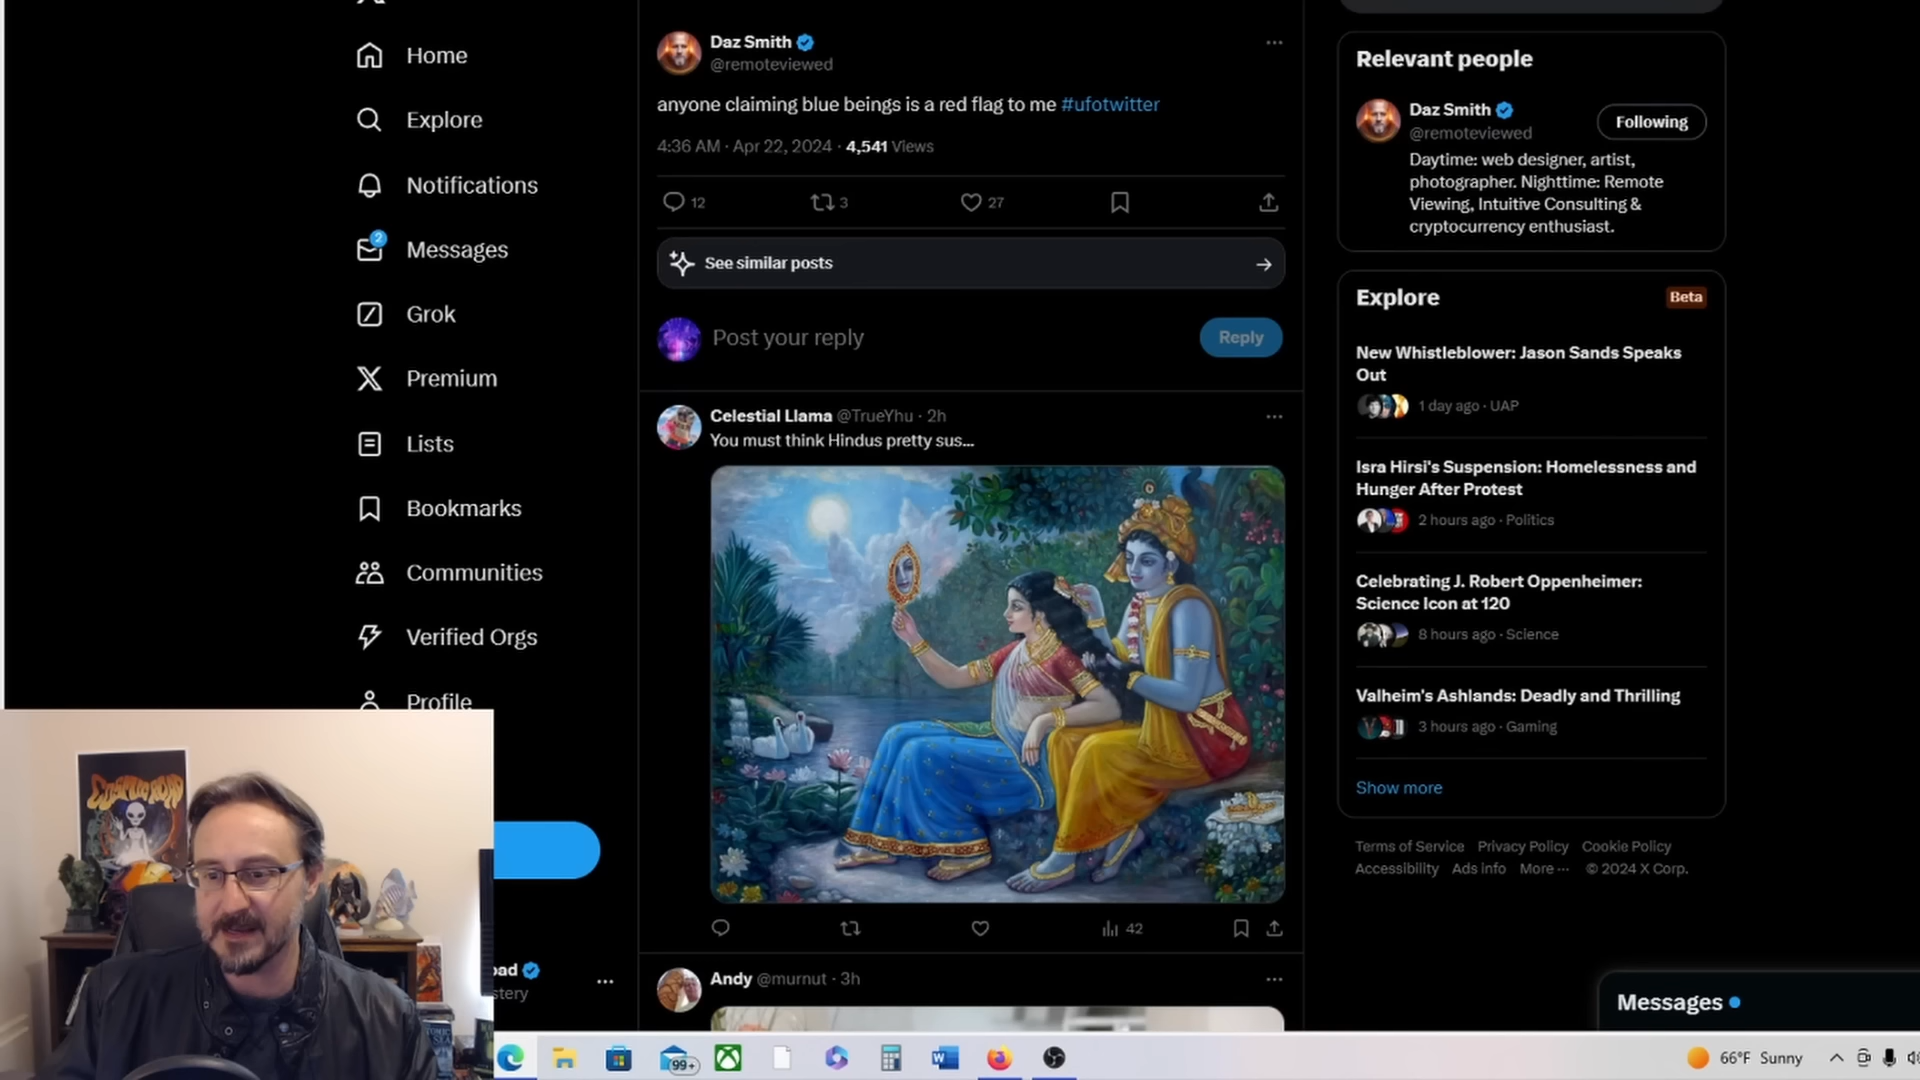 Home
Explore
Notifications
2
Messages
Grok
Premium
Lists
Bookmarks
Communities
Verified Orgs
Profile
Daz Smith
@remoteviewed
anyone claiming blue beings is a red flag to me #ufotwitter
4:36 AM · Apr 22, 2024 · 4,541 Views
12 3 27
See similar posts
Post your reply
Reply
Celestial Llama @TrueYhu · 2h
You must think Hindus pretty sus...
42
Andy @murnut · 3h
Relevant people
Daz Smith
@remoteviewed
Following
Daytime: web designer, artist,
photographer. Nighttime: Remote
Viewing, Intuitive Consulting &
cryptocurrency enthusiast.
Explore
Beta
New Whistleblower: Jason Sands Speaks
Out
1 day ago · UAP
Isra Hirsi's Suspension: Homelessness and
Hunger After Protest
2 hours ago · Politics
Celebrating J. Robert Oppenheimer:
Science Icon at 120
8 hours ago · Science
Valheim's Ashlands: Deadly and Thrilling
3 hours ago · Gaming
Show more
Terms of Service Privacy Policy Cookie Policy
Accessibility Ads info More ··· © 2024 X Corp.
Messages
oad
stery
99+
66°F Sunny